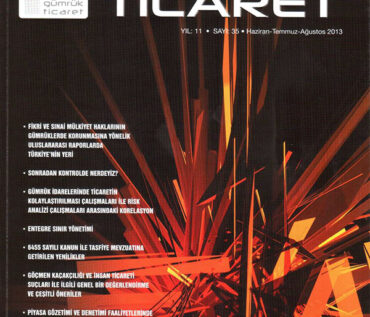 gümrük
ticaret
TİCARET
YIL: 11 • SAYI: 35 • Haziran-Temmuz-Ağustos 2013
• FİKRİ VE SINAİ MÜLKİYET HAKLARININ
GÜMRÜKLERDE KORUNMASINA YÖNELİK
ULUSLARARASI RAPORLARDA
TÜRKİYE'NİN YERİ
• SONRADAN KONTROLDE NERDEYİZ?
• GÜMRÜK İDARELERİNDE TİCARETİN
KOLAYLAŞTIRILMASI ÇALIŞMALARI İLE RİSK
ANALİZİ ÇALIŞMALARI ARASINDAKİ KORELASYON
• ENTEGRE SINIR YÖNETİMİ
• 6455 SAYILI KANUN İLE TASFİYE MEVZUATINA
GETİRİLEN YENİLİKLER
• GÖÇMEN KAÇAKÇILIĞI VE İNSAN TİCARETİ
SUÇLARI İLE İLGİLİ GENEL BİR DEĞERLENDİRME
VE ÇEŞİTLİ ÖNERİLER
• PİYASA GÖZETİMİ VE DENETİMİ FAALİYETLERİNDE